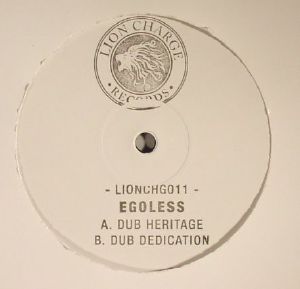 LION CHARGE
• RECORDS •
- LIONCHG011 -
EGOLESS
A. DUB HERITAGE
B. DUB DEDICATION